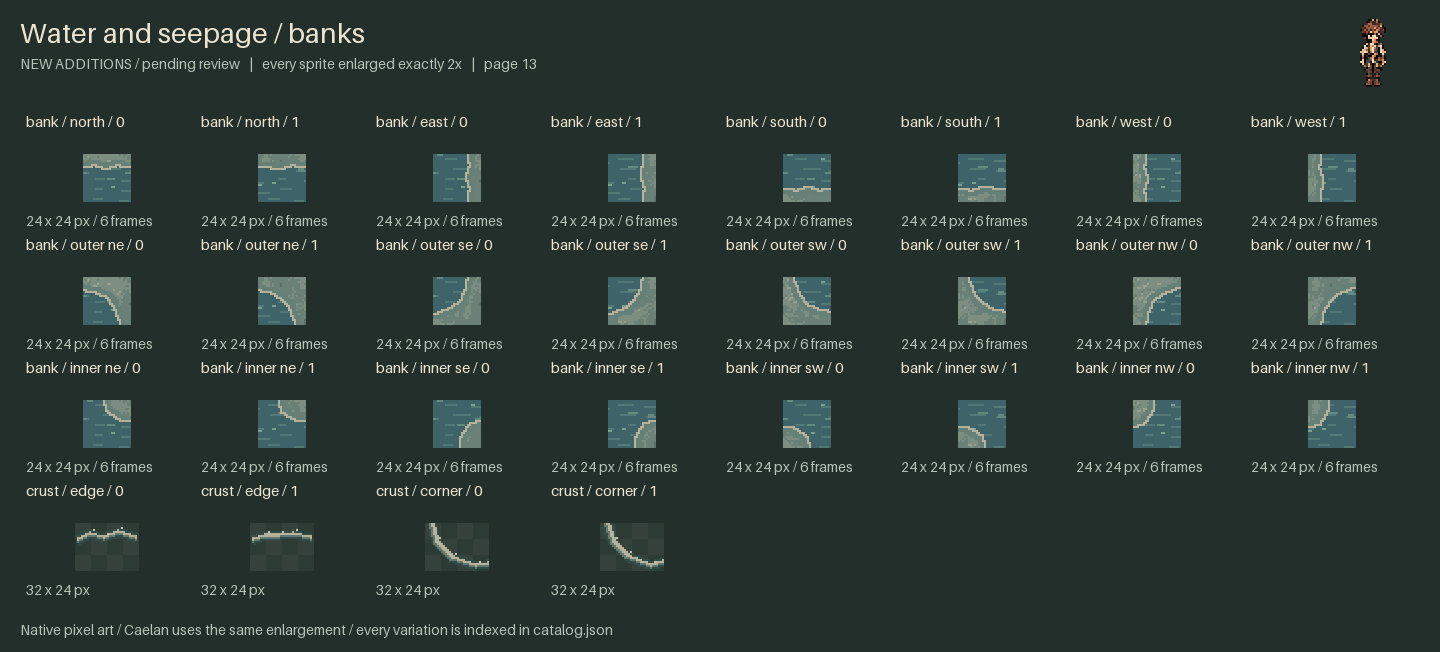 Water and seepage / banks
NEW ADDITIONS / pending review | every sprite enlarged exactly 2x | page 13
bank / north / 0 bank / north / 1 bank / east / 0 bank / east / 1 bank / south / 0 bank / south / 1 bank / west / 0 bank / west / 1
24 x 24 px / 6 frames 24 x 24 px / 6 frames 24 x 24 px / 6 frames 24 x 24 px / 6 frames 24 x 24 px / 6 frames 24 x 24 px / 6 frames 24 x 24 px / 6 frames 24 x 24 px / 6 frames
bank / outer ne / 0 bank / outer ne / 1 bank / outer se / 0 bank / outer se / 1 bank / outer sw / 0 bank / outer sw / 1 bank / outer nw / 0 bank / outer nw / 1
24 x 24 px / 6 frames 24 x 24 px / 6 frames 24 x 24 px / 6 frames 24 x 24 px / 6 frames 24 x 24 px / 6 frames 24 x 24 px / 6 frames 24 x 24 px / 6 frames 24 x 24 px / 6 frames
bank / inner ne / 0 bank / inner ne / 1 bank / inner se / 0 bank / inner se / 1 bank / inner sw / 0 bank / inner sw / 1 bank / inner nw / 0 bank / inner nw / 1
24 x 24 px / 6 frames 24 x 24 px / 6 frames 24 x 24 px / 6 frames 24 x 24 px / 6 frames 24 x 24 px / 6 frames 24 x 24 px / 6 frames 24 x 24 px / 6 frames 24 x 24 px / 6 frames
crust / edge / 0 crust / edge / 1 crust / corner / 0 crust / corner / 1
32 x 24 px 32 x 24 px 32 x 24 px 32 x 24 px
Native pixel art / Caelan uses the same enlargement / every variation is indexed in catalog.json